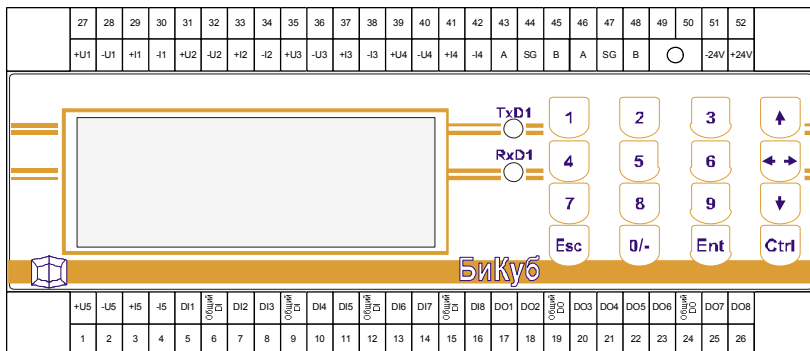 27 28 29 30 31 32 33 34 35 36 37 38 39 40 41 42 43 44 45 46 47 48 49 50 51 52
+U1 -U1 +I1 -I1 +U2 -U2 +I2 -I2 +U3 -U3 +I3 -I3 +U4 -U4 +I4 -I4 A SG B A SG B -24V +24V
TxD1
1 2 3
RxD1
4 5 6
7 8 9
Esc 0/- Ent Ctrl
БиКуб
+U5 -U5 +I5 -I5 DI1 Общий DI DI2 DI3 Общий DI DI4 DI5 Общий DI DI6 DI7 Общий DI DI8 DO1 DO2 Общий DO DO3 DO4 DO5 DO6 Общий DO DO7 DO8
1 2 3 4 5 6 7 8 9 10 11 12 13 14 15 16 17 18 19 20 21 22 23 24 25 26